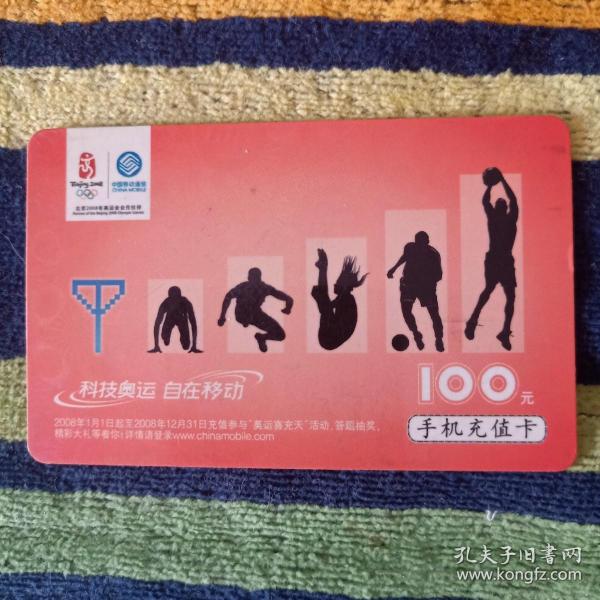 Beijing 2008
中国移动通信
CHINA MOBILE
北京2008年奥运会合作伙伴
Partner of the Beijing 2008 Olympic Games
科技奥运 自在移动
100元
2008年1月1日起至2008年12月31日充值参与"奥运喜充天"活动,答题抽奖,
精彩大礼等着你!详情请登录www.chinamobile.com
手机充值卡
孔夫子旧书网
www.kongfz.com